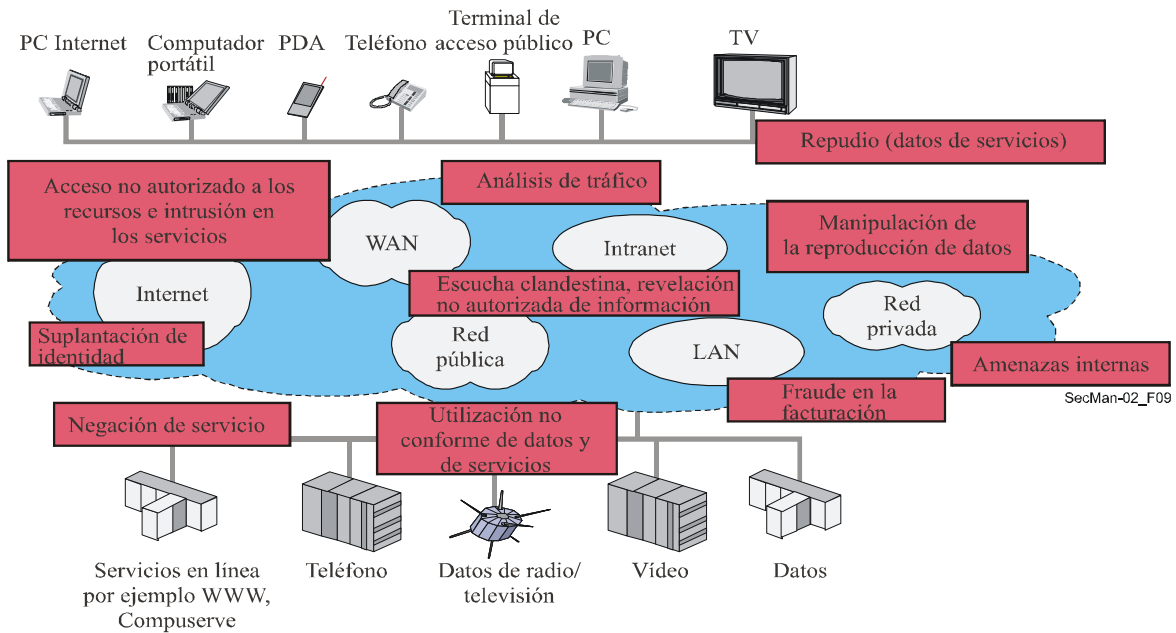 PC Internet
Computador
portátil
PDA
Teléfono
Terminal de
acceso público
PC
TV
Repudio (datos de servicios)
Acceso no autorizado a los
recursos e intrusión en
los servicios
Análisis de tráfico
Manipulación de
la reproducción de datos
WAN
Intranet
Internet
Escucha clandestina, revelación
no autorizada de información
Red
privada
Suplantación de
identidad
Red
pública
LAN
Amenazas internas
SecMan-02_F09
Fraude en la
facturación
Negación de servicio
Utilización no
conforme de datos y
de servicios
Servicios en línea
por ejemplo WWW,
Compuserve
Teléfono
Datos de radio/
televisión
Vídeo
Datos